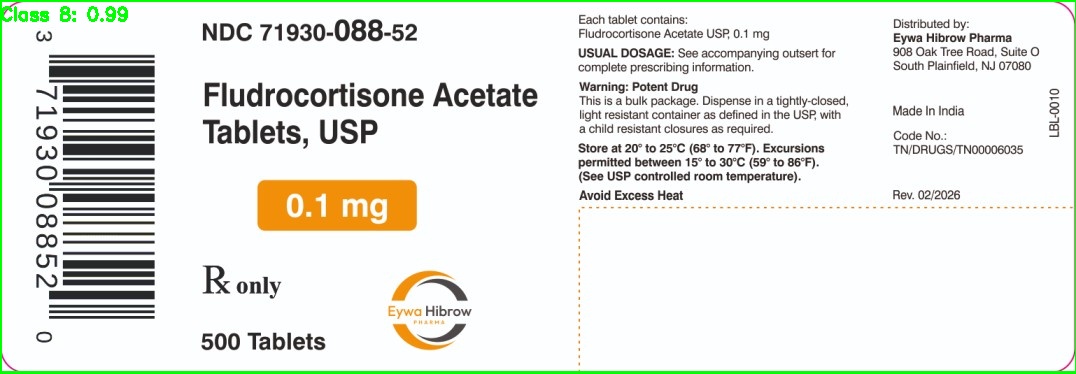 Class 8: 0.99
3 71930 08852 0
NDC 71930-088-52
Fludrocortisone Acetate
Tablets, USP
0.1 mg
Rx only
Eywa Hibrow
PHARMA
500 Tablets
Each tablet contains:
Fludrocortisone Acetate USP, 0.1 mg
USUAL DOSAGE: See accompanying outsert for
complete prescribing information.
Warning: Potent Drug
This is a bulk package. Dispense in a tightly-closed,
light resistant container as defined in the USP, with
a child resistant closures as required.
Store at 20° to 25°C (68° to 77°F). Excursions
permitted between 15° to 30°C (59° to 86°F).
(See USP controlled room temperature).
Avoid Excess Heat
Distributed by:
Eywa Hibrow Pharma
908 Oak Tree Road, Suite O
South Plainfield, NJ 07080
Made In India
Code No.:
TN/DRUGS/TN00006035
Rev. 02/2026
LBL-0010